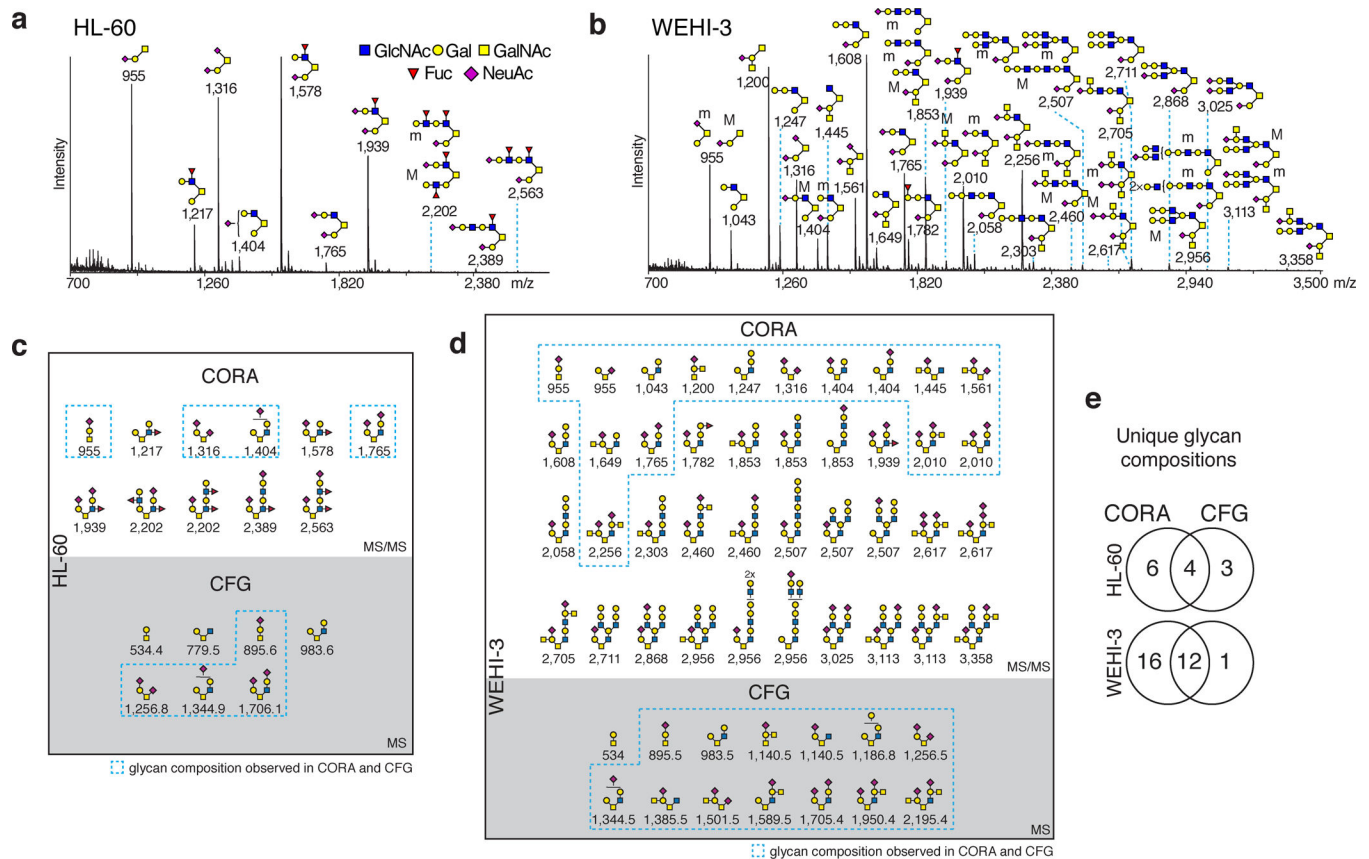 a
HL-60
GlcNAc Gal GalNAc
Fuc NeuAc
955
1,316
1,578
1,217
1,404
1,765
1,939
m
M
2,202
2,563
2,389
Intensity
700 1,260 1,820 2,380 m/z
b
WEHI-3
m
m
M
1,608
1,200
1,247
1,445
1,853
1,939
m
m
M
2,507
2,711
2,868
3,025
2,705
m
M
955
1,316
1,561
1,765
M
m
2,010
2,256
m
M
2,460
m
m
M
m
1,043
M
m
1,404
1,649
1,782
2,058
2,303
2,617
2×
M
2,956
3,113
3,358
Intensity
700 1,260 1,820 2,380 2,940 3,500 m/z
c
CORA
955 1,217 1,316 1,404 1,578 1,765
1,939 2,202 2,202 2,389 2,563
MS/MS
HL-60
CFG
534.4 779.5 895.6 983.6
1,256.8 1,344.9 1,706.1
MS
glycan composition observed in CORA and CFG
d
CORA
955 955 1,043 1,200 1,247 1,316 1,404 1,404 1,445 1,561
1,608 1,649 1,765 1,782 1,853 1,853 1,853 1,939 2,010 2,010
2,058 2,256 2,303 2,460 2,460 2,507 2,507 2,507 2,617 2,617
2x
2,705 2,711 2,868 2,956 2,956 2,956 3,025 3,113 3,113 3,358
MS/MS
WEHI-3
CFG
534 895.5 983.5 1,140.5 1,140.5 1,186.8 1,256.5
1,344.5 1,385.5 1,501.5 1,589.5 1,705.4 1,950.4 2,195.4
MS
glycan composition observed in CORA and CFG
e
Unique glycan
compositions
CORA CFG
HL-60
6 4 3
WEHI-3
16 12 1